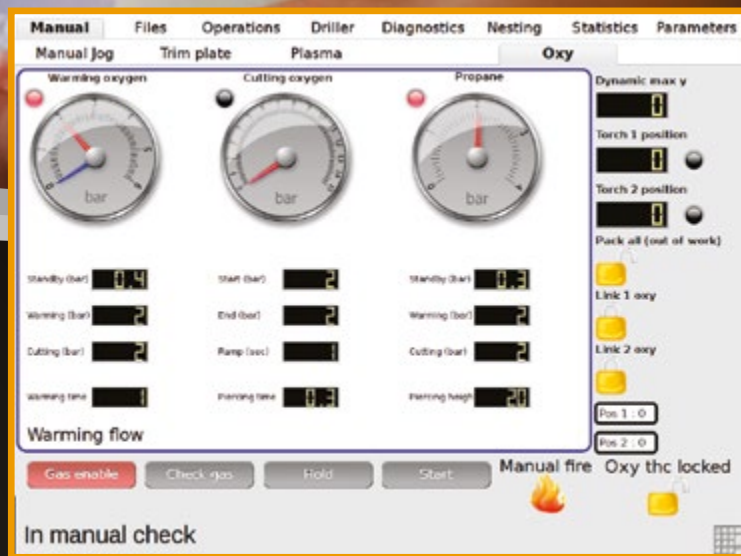 Manual Files Operations Driller Diagnostics Nesting Statistics Parameters
Manual Jog Trim plate Plasma Oxy
Warming oxygen Cutting oxygen Propane
bar bar bar
Standby (bar) 0.4 Start (bar) 2 Standby (bar) 0.3
Warming (bar) 2 End (bar) 2 Warming (bar) 2
Cutting (bar) 2 Ramp (sec) 1 Cutting (bar) 2
Warming time 1 Piercing time 0.3 Piercing heigh 20
Warming flow
Dynamic max y
0
Torch 1 position
0
Torch 2 position
0
Pack all (out of work)
Link 1 oxy
Link 2 oxy
Pos 1 : 0
Pos 2 : 0
Gas enable Check gas Hold Start Manual fire Oxy thc locked
In manual check